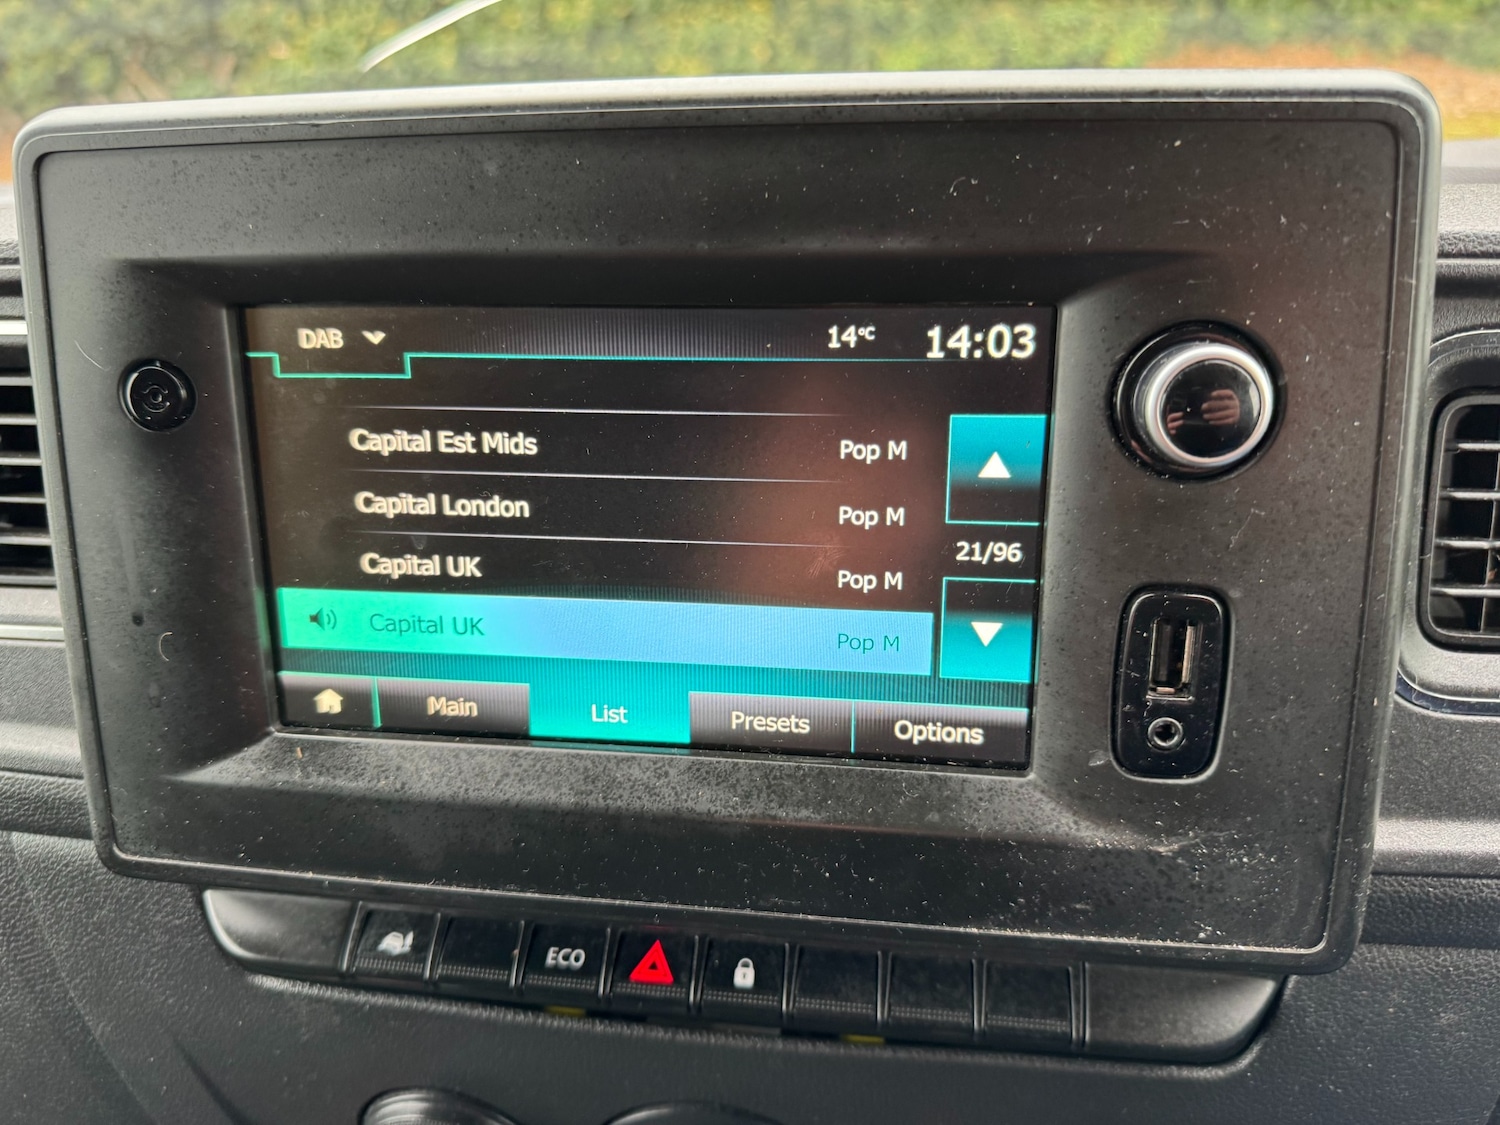 DAB 14°C 14:03
Capital Est Mids Pop M
Capital London Pop M
21/96
Capital UK Pop M
Capital UK Pop M
Main List Presets Options
ECO